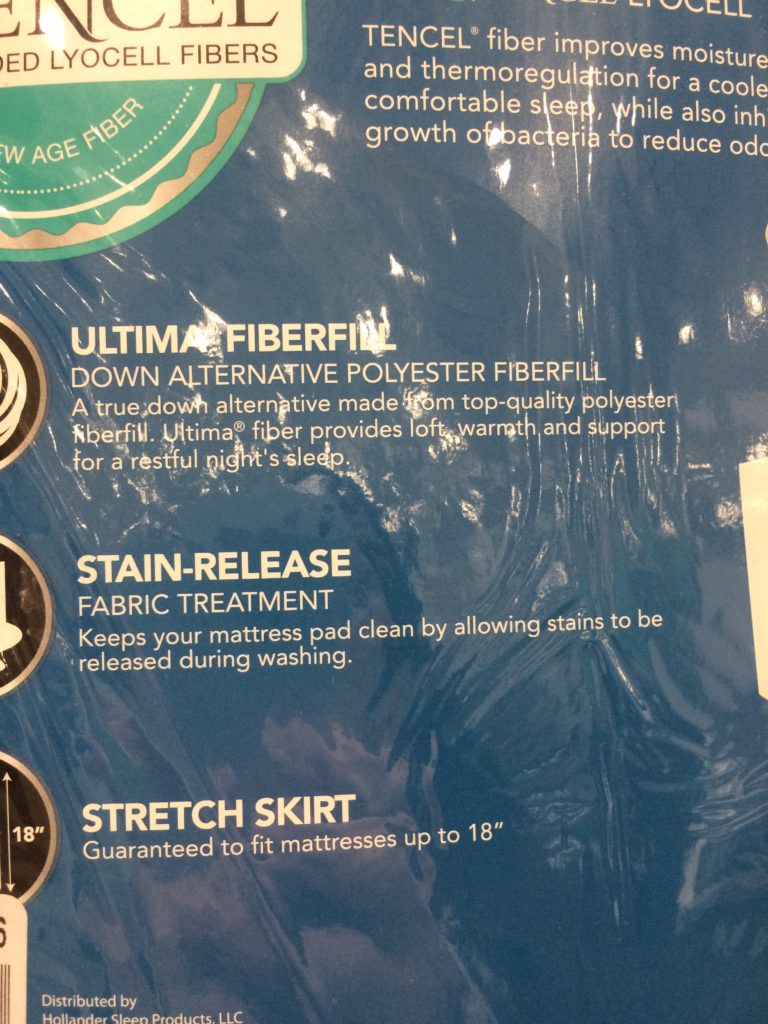 TENCEL
DED LYOCELL FIBERS
EW AGE FIBER
LYOCELL
TENCEL® fiber improves moisture
and thermoregulation for a coole
comfortable sleep, while also inh
growth of bacteria to reduce odo
ULTIMA® FIBERFILL
DOWN ALTERNATIVE POLYESTER FIBERFILL
A true down alternative made from top-quality polyester
fiberfill. Ultima® fiber provides loft, warmth and support
for a restful night's sleep.
STAIN-RELEASE
FABRIC TREATMENT
Keeps your mattress pad clean by allowing stains to be
released during washing.
18"
STRETCH SKIRT
Guaranteed to fit mattresses up to 18"
6
Distributed by
Hollander Sleep Products, LLC